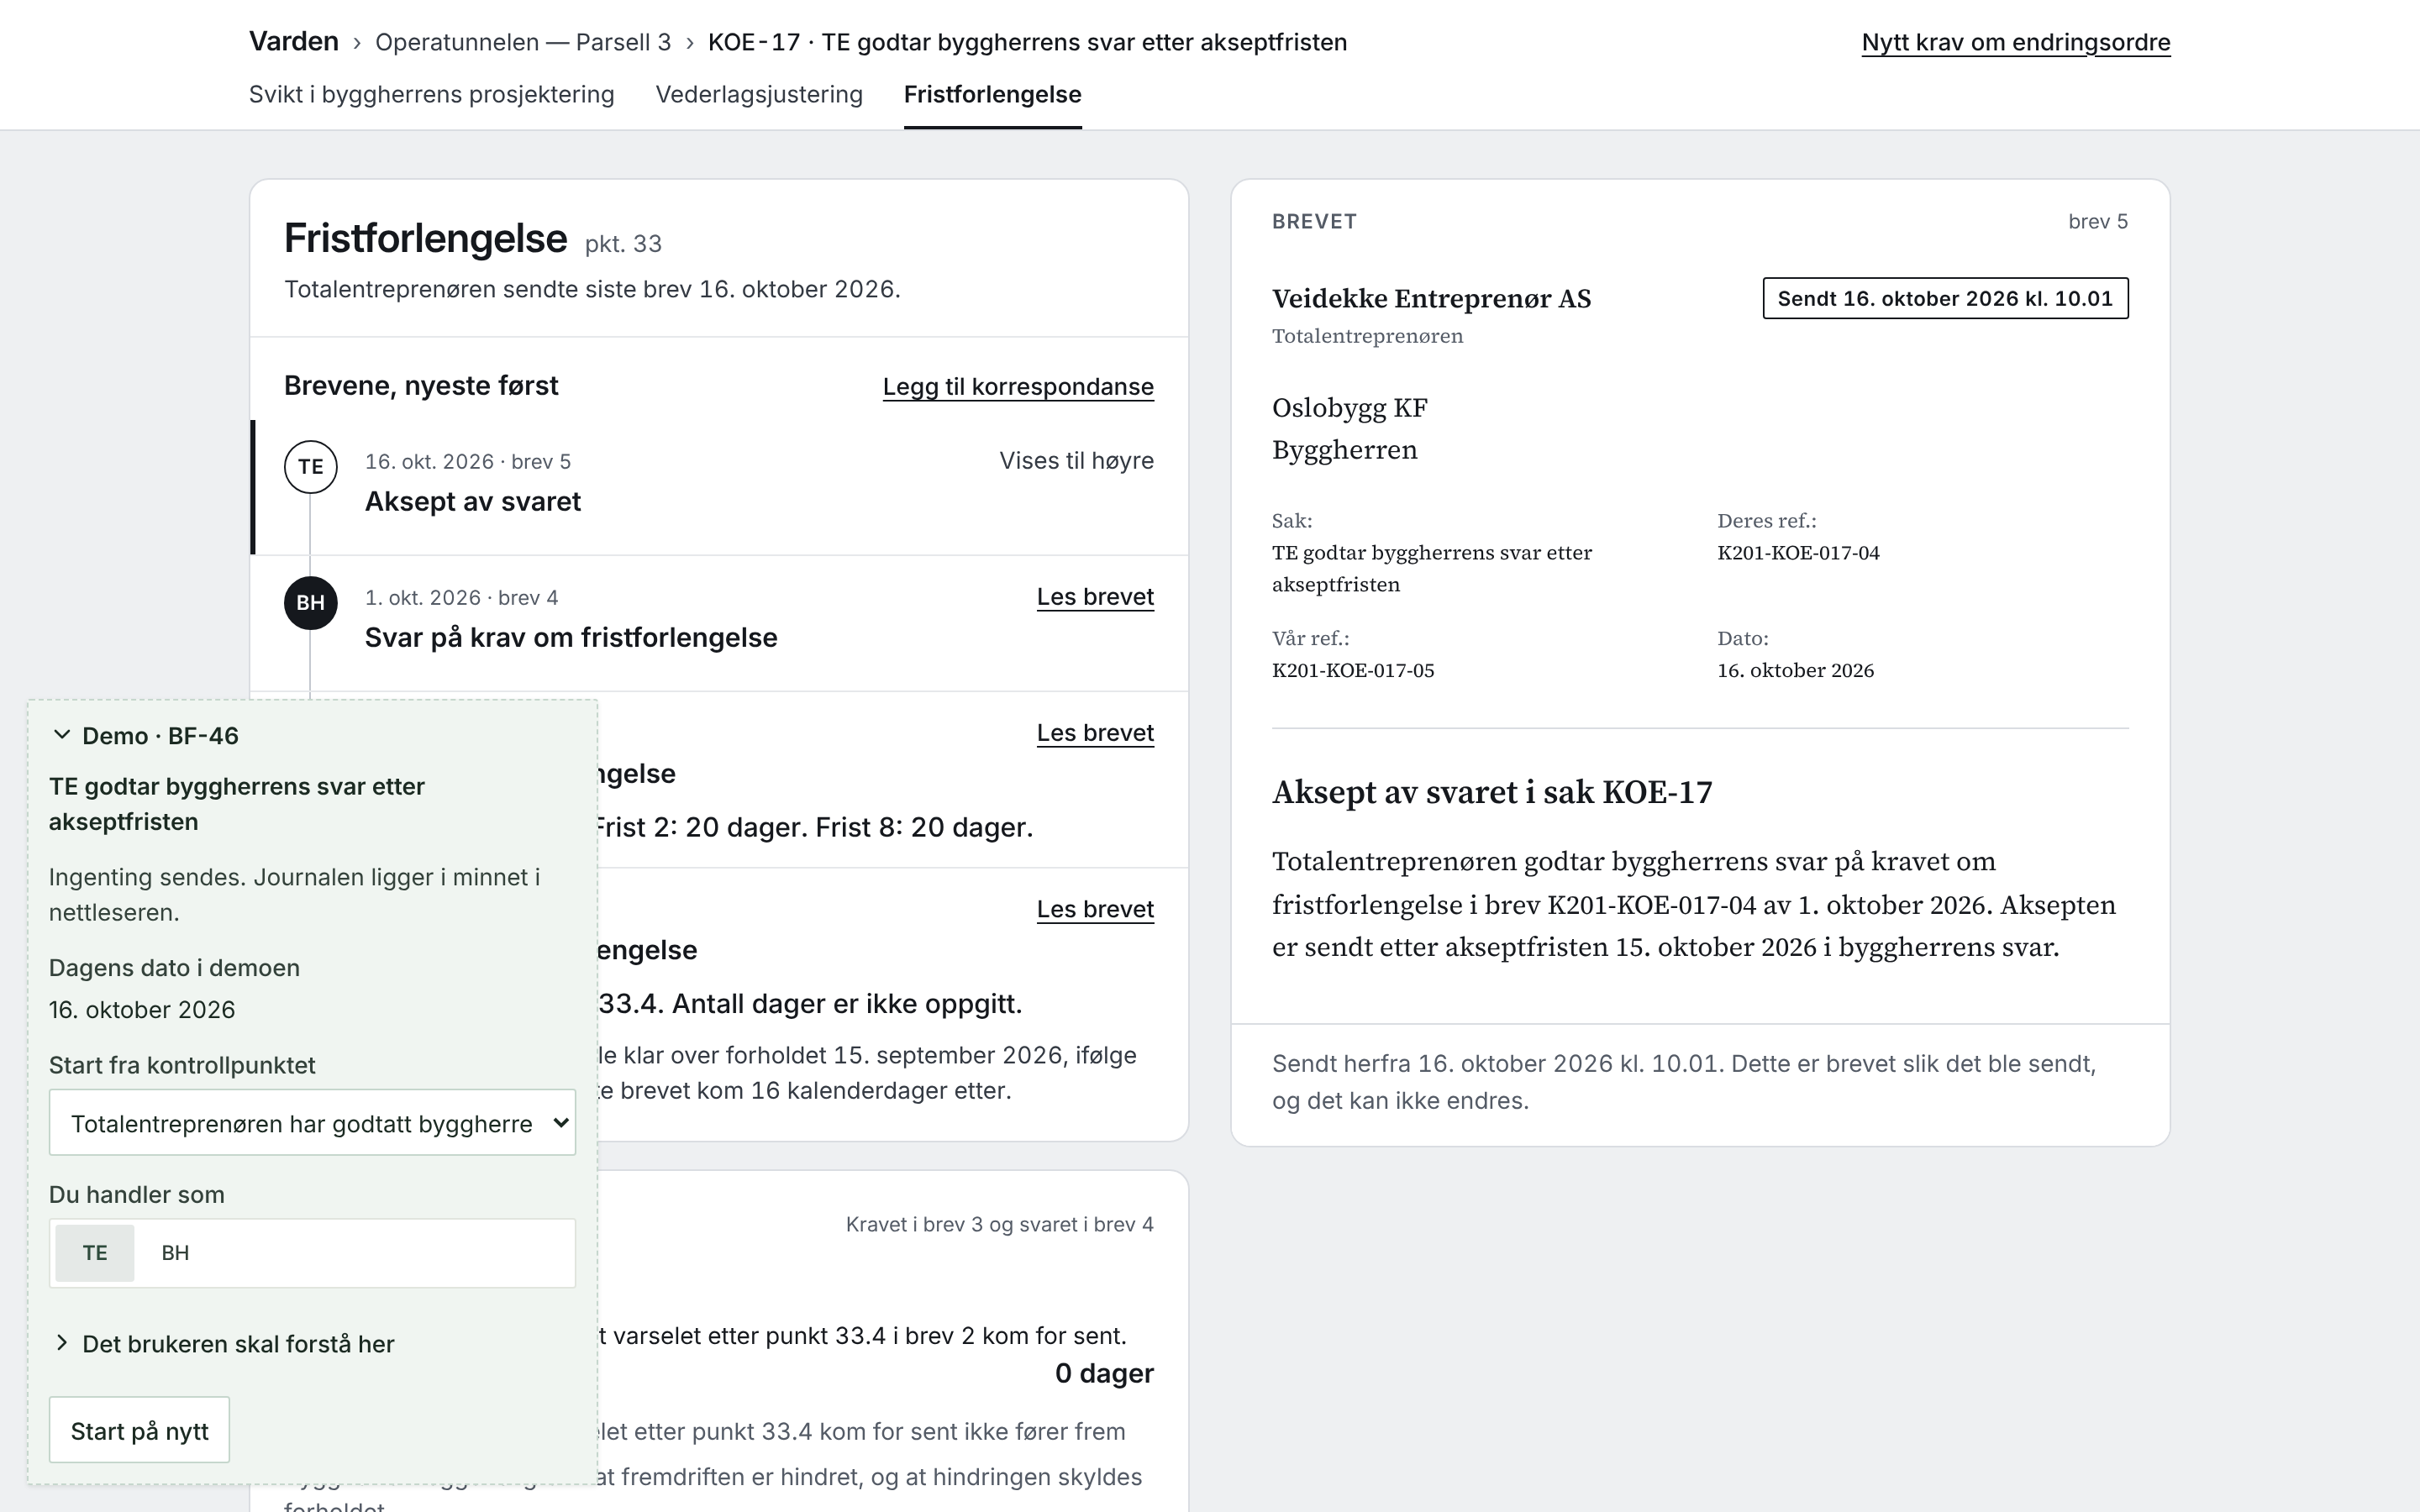 Varden › Operatunnelen — Parsell 3 › KOE-17 · TE godtar byggherrens svar etter akseptfristen
Nytt krav om endringsordre
Svikt i byggherrens prosjektering
Vederlagsjustering
Fristforlengelse
Fristforlengelse pkt. 33
Totalentreprenøren sendte siste brev 16. oktober 2026.
Brevene, nyeste først
Legg til korrespondanse
TE
16. okt. 2026 · brev 5
Vises til høyre
Aksept av svaret
BH
1. okt. 2026 · brev 4
Les brevet
Svar på krav om fristforlengelse
Les brevet
ngelse
Frist 2: 20 dager. Frist 8: 20 dager.
Les brevet
engelse
33.4. Antall dager er ikke oppgitt.
le klar over forholdet 15. september 2026, ifølge
te brevet kom 16 kalenderdager etter.
Kravet i brev 3 og svaret i brev 4
t varselet etter punkt 33.4 i brev 2 kom for sent.
0 dager
let etter punkt 33.4 kom for sent ikke fører frem
at fremdriften er hindret, og at hindringen skyldes
forholdet
Demo · BF-46
TE godtar byggherrens svar etter
akseptfristen
Ingenting sendes. Journalen ligger i minnet i
nettleseren.
Dagens dato i demoen
16. oktober 2026
Start fra kontrollpunktet
Totalentreprenøren har godtatt byggherre
Du handler som
TE
BH
Det brukeren skal forstå her
Start på nytt
BREVET
brev 5
Veidekke Entreprenør AS
Sendt 16. oktober 2026 kl. 10.01
Totalentreprenøren
Oslobygg KF
Byggherren
Sak:
TE godtar byggherrens svar etter
akseptfristen
Deres ref.:
K201-KOE-017-04
Vår ref.:
K201-KOE-017-05
Dato:
16. oktober 2026
Aksept av svaret i sak KOE-17
Totalentreprenøren godtar byggherrens svar på kravet om
fristforlengelse i brev K201-KOE-017-04 av 1. oktober 2026. Aksepten
er sendt etter akseptfristen 15. oktober 2026 i byggherrens svar.
Sendt herfra 16. oktober 2026 kl. 10.01. Dette er brevet slik det ble sendt,
og det kan ikke endres.